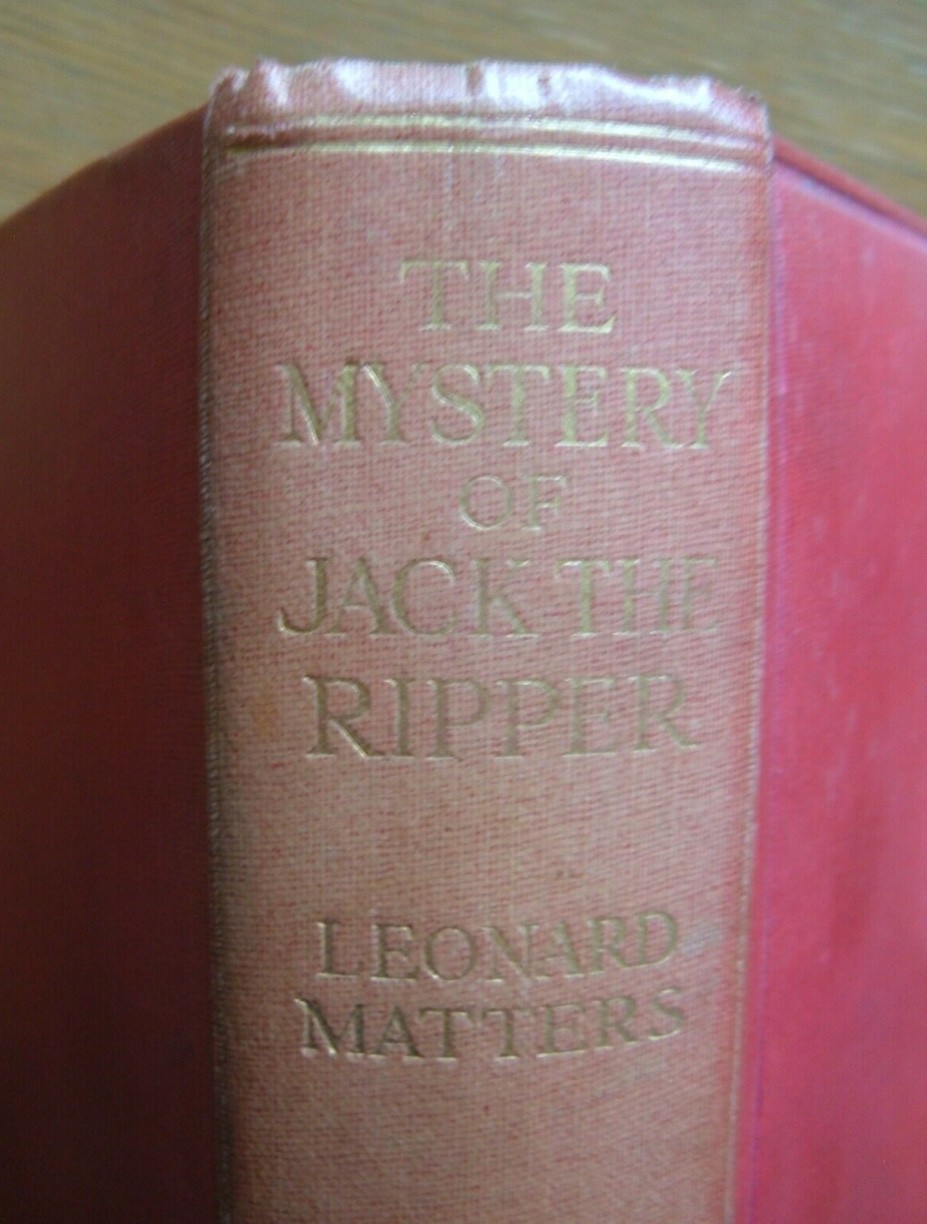 THE
MYSTERY
OF
JACK THE
RIPPER
LEONARD
MATTERS